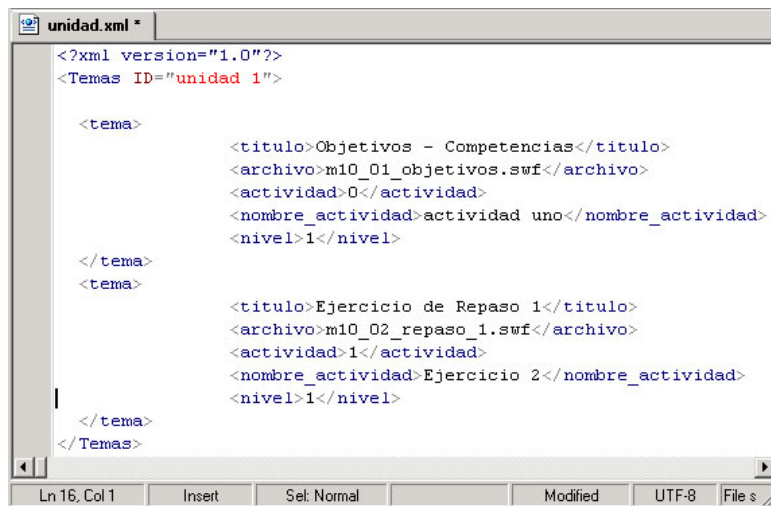 unidad.xml *
<?xml version="1.0"?>
<Temas ID="unidad 1">
<tema>
<titulo>Objetivos - Competencias</titulo>
<archivo>m10_01_objetivos.swf</archivo>
<actividad>0</actividad>
<nombre_actividad>actividad uno</nombre_actividad>
<nivel>1</nivel>
</tema>
<tema>
<titulo>Ejercicio de Repaso 1</titulo>
<archivo>m10_02_repaso_1.swf</archivo>
<actividad>1</actividad>
<nombre_actividad>Ejercicio 2</nombre_actividad>
<nivel>1</nivel>
</tema>
</Temas>
Ln 16, Col 1 Insert Sel: Normal Modified UTF-8 File s